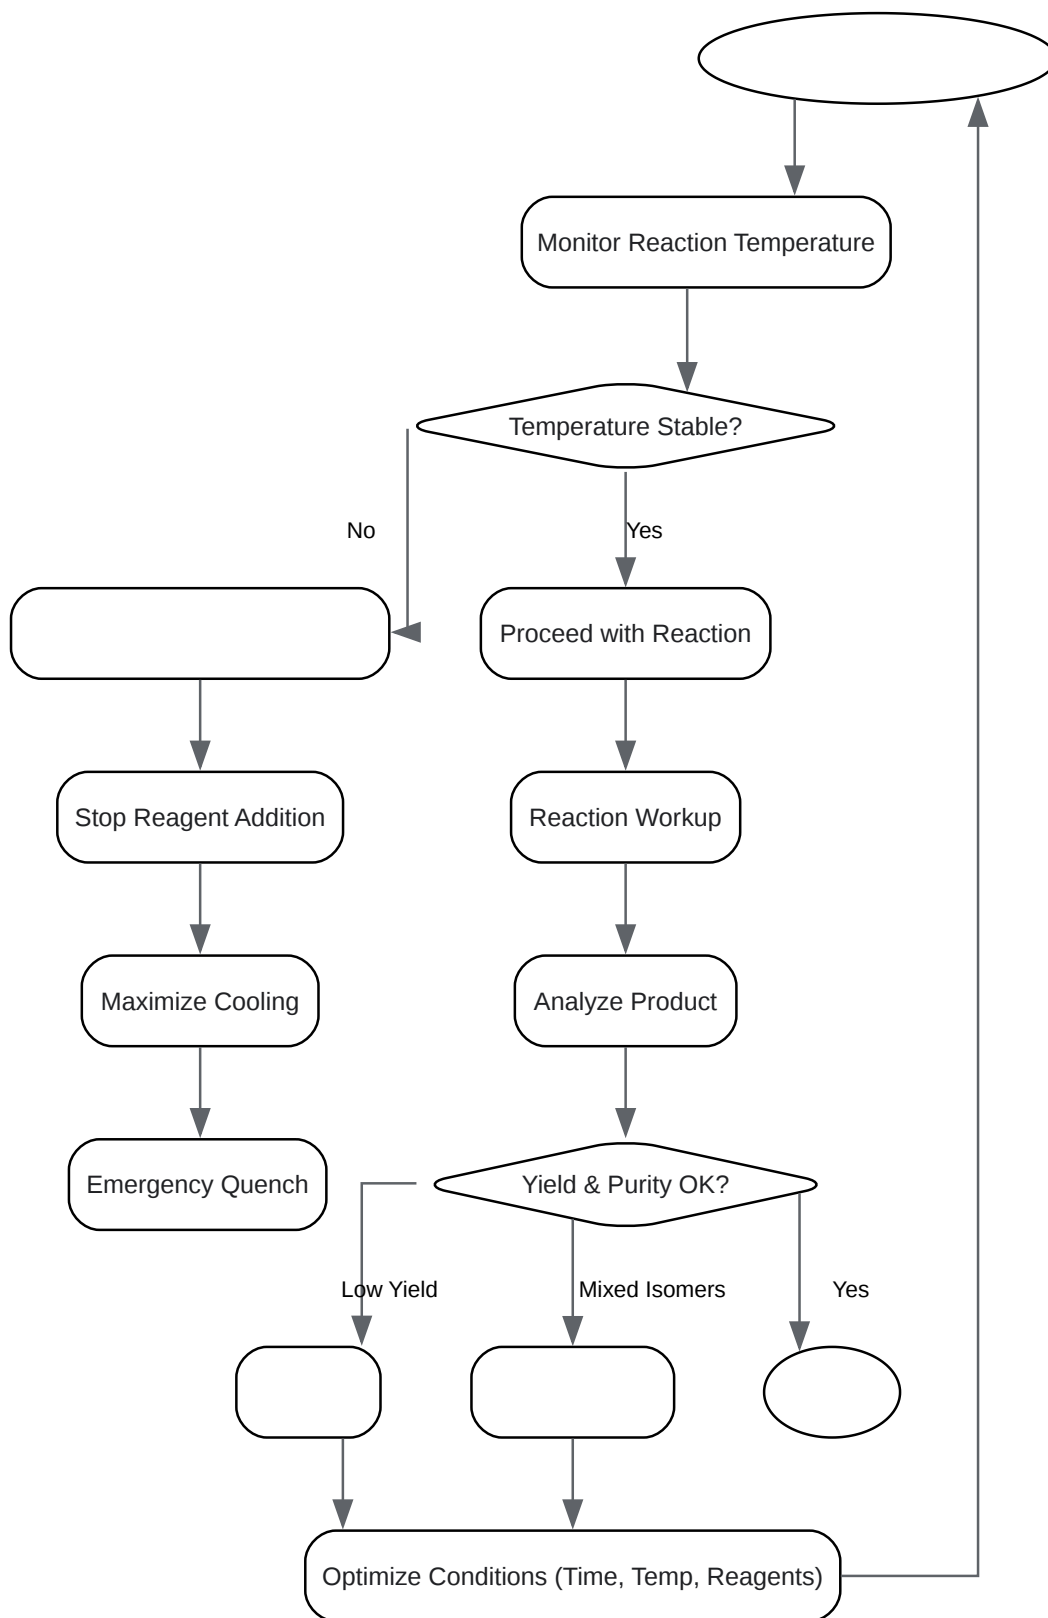 Monitor Reaction Temperature
Temperature Stable?
No
Yes
Proceed with Reaction
Stop Reagent Addition
Reaction Workup
Maximize Cooling
Analyze Product
Emergency Quench
Yield & Purity OK?
Low Yield
Mixed Isomers
Yes
Optimize Conditions (Time, Temp, Reagents)